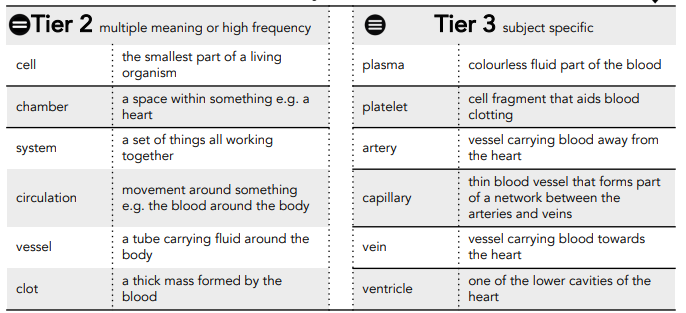 Tier 2 multiple meaning or high frequency
cell
the smallest part of a living
organism
chamber
a space within something e.g. a
heart
system
a set of things all working
together
circulation
movement around something
e.g. the blood around the body
vessel
a tube carrying fluid around the
body
clot
a thick mass formed by the
blood
Tier 3 subject specific
plasma
colourless fluid part of the blood
platelet
cell fragment that aids blood
clotting
artery
vessel carrying blood away from
the heart
capillary
thin blood vessel that forms part
of a network between the
arteries and veins
vein
vessel carrying blood towards
the heart
ventricle
one of the lower cavities of the
heart